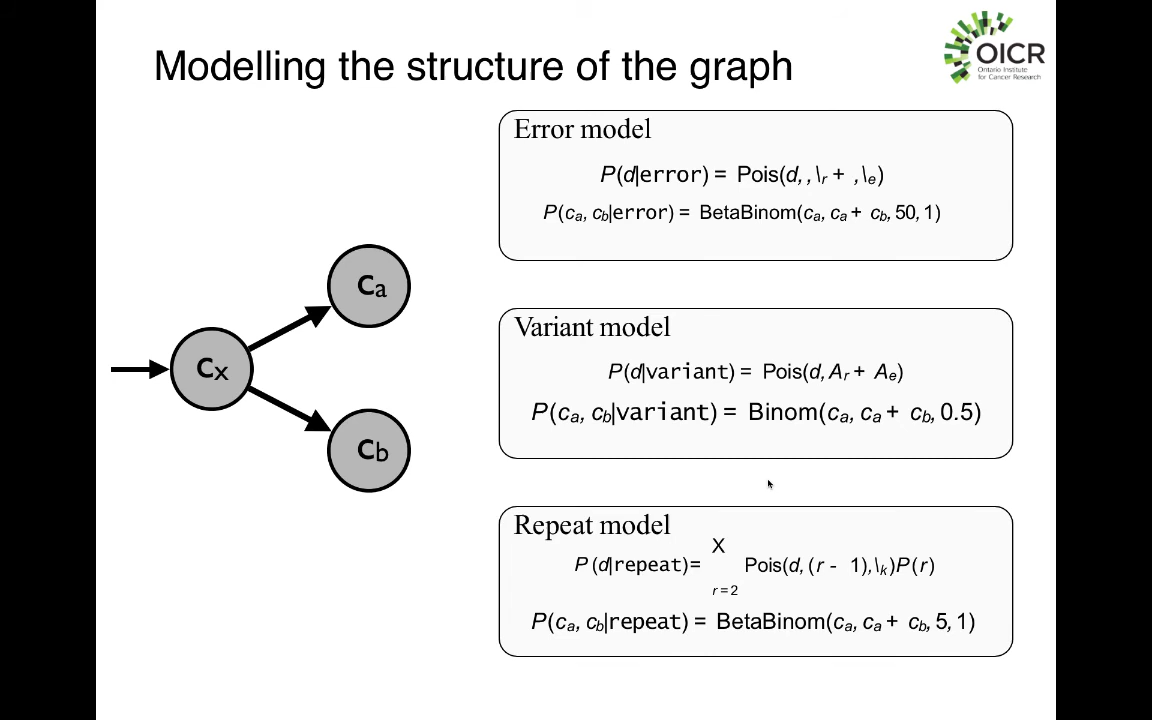 Modelling the structure of the graph
OICR
Ontario Institute
for Cancer Research
Error model
P(d|error) = Pois(d, ,\r + ,\e)
P(ca, cb|error) = BetaBinom(ca, ca + cb, 50, 1)
Ca
Cx
Cb
Variant model
P(d|variant) = Pois(d, Ar + Ae)
P(ca, cb|variant) = Binom(ca, ca + cb, 0.5)
Repeat model
X
P(d|repeat)= Pois(d, (r - 1),\k)P(r)
r=2
P(ca, cb|repeat) = BetaBinom(ca, ca + cb, 5, 1)